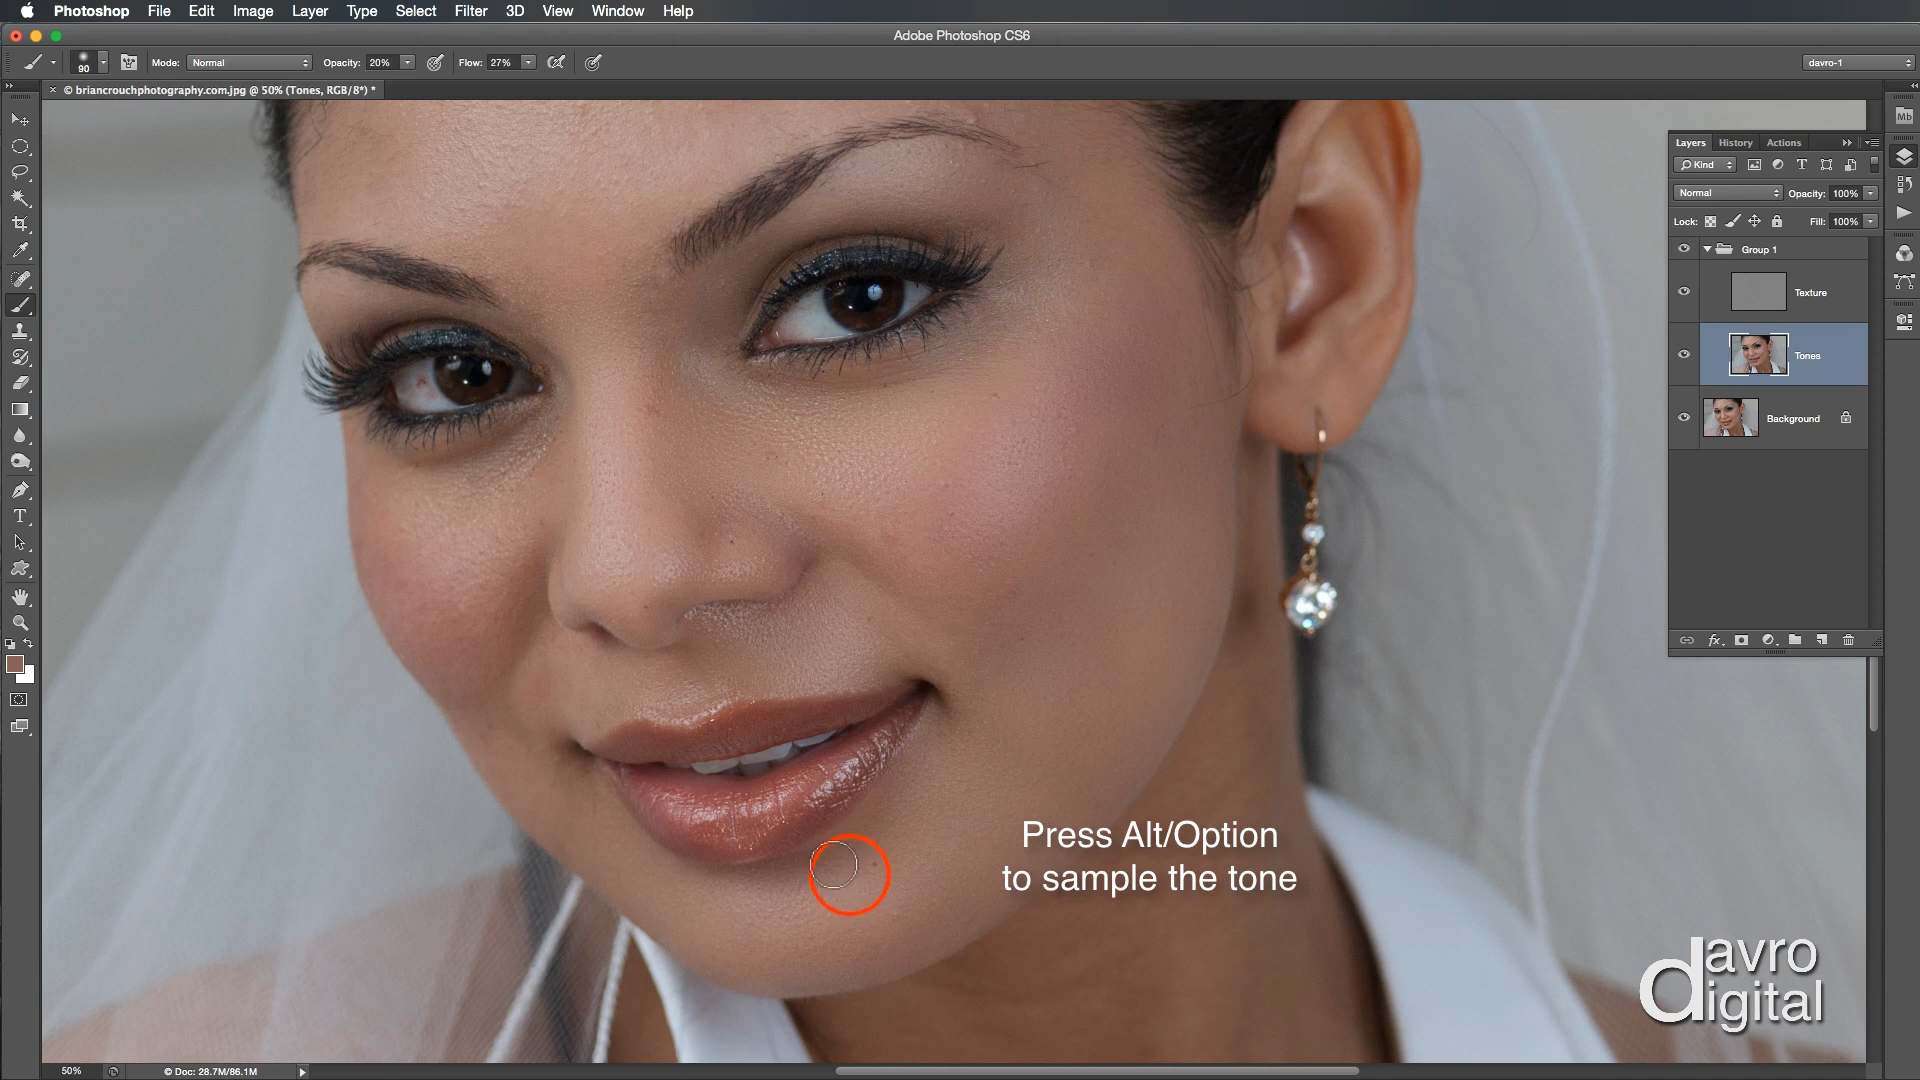 Photoshop File Edit Image Layer Type Select Filter 3D View Window Help
Adobe Photoshop CS6
90 Mode: Normal Opacity: 20% Flow: 27% davro-1
× © briancrouchphotography.com.jpg @ 50% (Tones, RGB/8*) *
Mb
Layers History Actions
Kind
Normal Opacity: 100%
Lock: Fill: 100%
Group 1
Texture
Tones
Background
fx
Press Alt/Option
to sample the tone
davro
digital
50% © Doc: 28.7M/86.1M